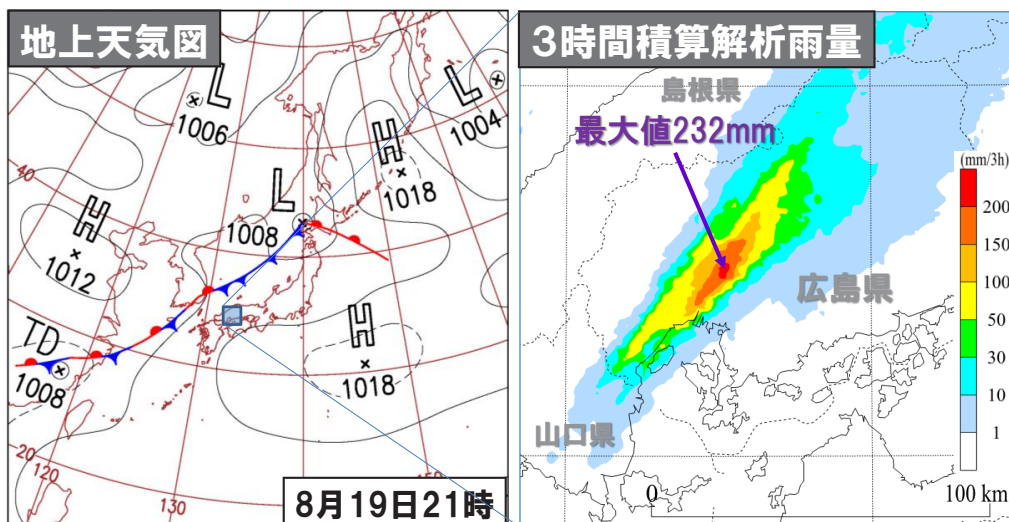 地上天気図
L
1006
L
1004
H
1018
L
1008
H
1012
40
H
1018
TD
1008
20
120
130
8月19日21時
3時間積算解析雨量
島根県
最大値232mm
(mm/3h)
200
150
100
50
30
10
1
広島県
山口県
0
100 km